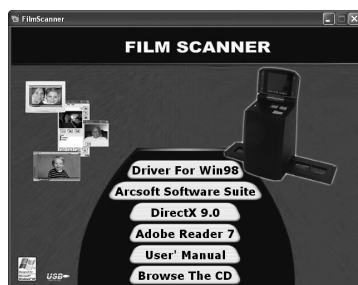 FilmScanner
FILM SCANNER
Driver For Win98
Arcsoft Software Suite
DirectX 9.0
Adobe Reader 7
User' Manual
Browse The CD
USB